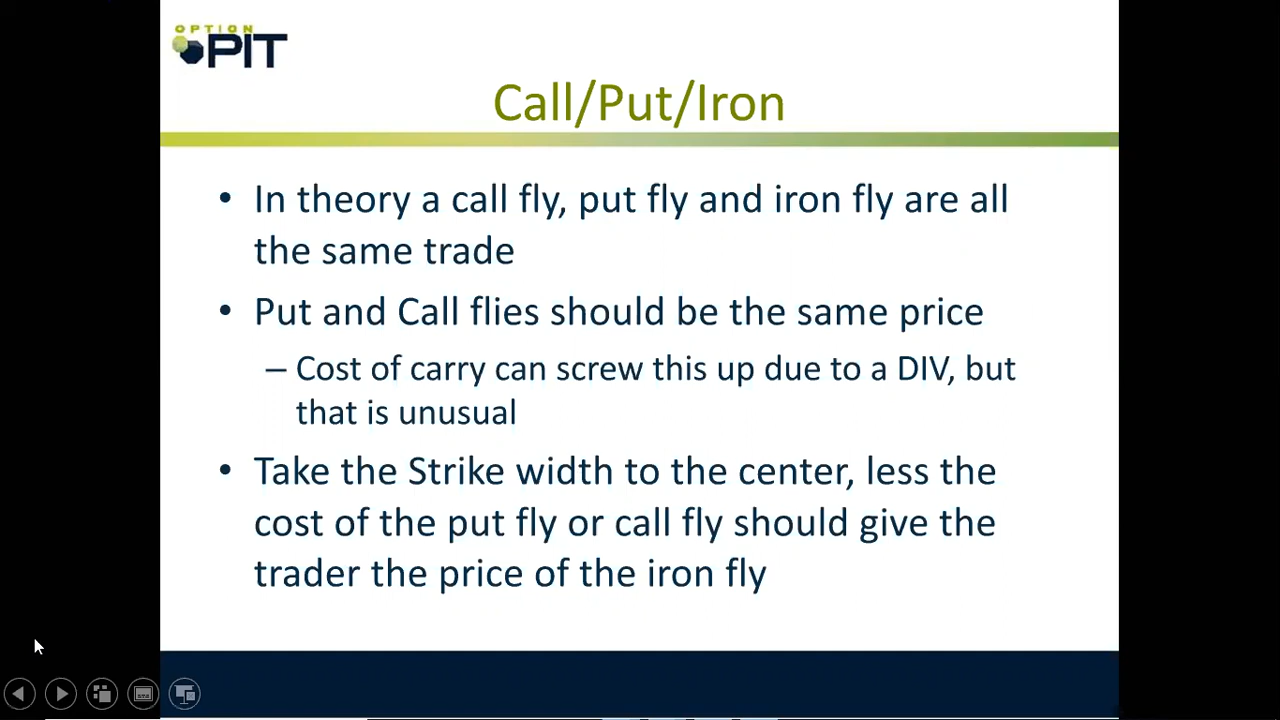 OPTION
PIT
Call/Put/Iron
• In theory a call fly, put fly and iron fly are all
the same trade
• Put and Call flies should be the same price
– Cost of carry can screw this up due to a DIV, but
that is unusual
• Take the Strike width to the center, less the
cost of the put fly or call fly should give the
trader the price of the iron fly